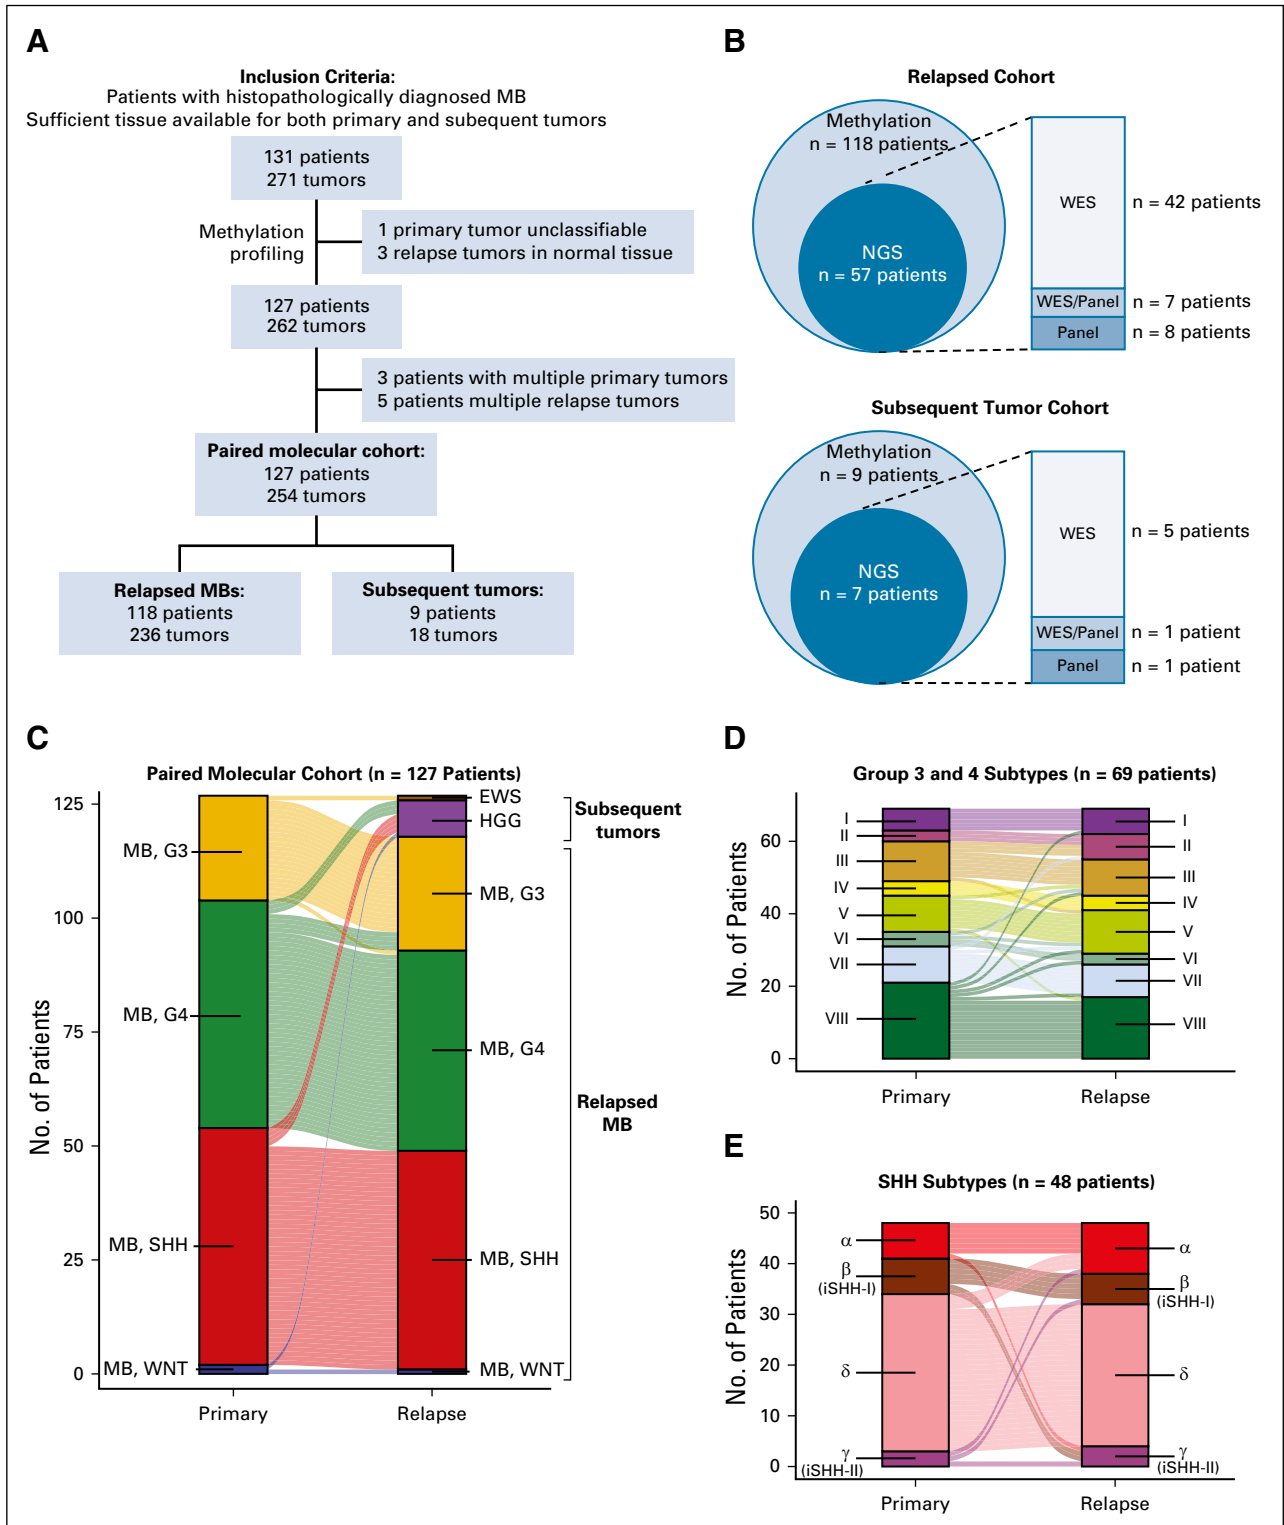 A
Inclusion Criteria:
Patients with histopathologically diagnosed MB
Sufficient tissue available for both primary and subequent tumors
131 patients
271 tumors
Methylation
profiling
1 primary tumor unclassifiable
3 relapse tumors in normal tissue
127 patients
262 tumors
3 patients with multiple primary tumors
5 patients multiple relapse tumors
Paired molecular cohort:
127 patients
254 tumors
Relapsed MBs:
118 patients
236 tumors
Subsequent tumors:
9 patients
18 tumors
B
Relapsed Cohort
Methylation
n = 118 patients
NGS
n = 57 patients
WES
n = 42 patients
WES/Panel
n = 7 patients
Panel
n = 8 patients
Subsequent Tumor Cohort
Methylation
n = 9 patients
NGS
n = 7 patients
WES
n = 5 patients
WES/Panel
n = 1 patient
Panel
n = 1 patient
C
Paired Molecular Cohort (n = 127 Patients)
No. of Patients
125
100
75
50
25
0
MB, G3
MB, G4
MB, SHH
MB, WNT
EWS
HGG
MB, G3
MB, G4
MB, SHH
MB, WNT
Subsequent
tumors
Relapsed
MB
Primary
Relapse
D
Group 3 and 4 Subtypes (n = 69 patients)
No. of Patients
60
40
20
0
I
II
III
IV
V
VI
VII
VIII
I
II
III
IV
V
VI
VII
VIII
Primary
Relapse
E
SHH Subtypes (n = 48 patients)
No. of Patients
50
40
30
20
10
0
α
β
(iSHH-I)
δ
γ
(iSHH-II)
α
β
(iSHH-I)
δ
γ
(iSHH-II)
Primary
Relapse